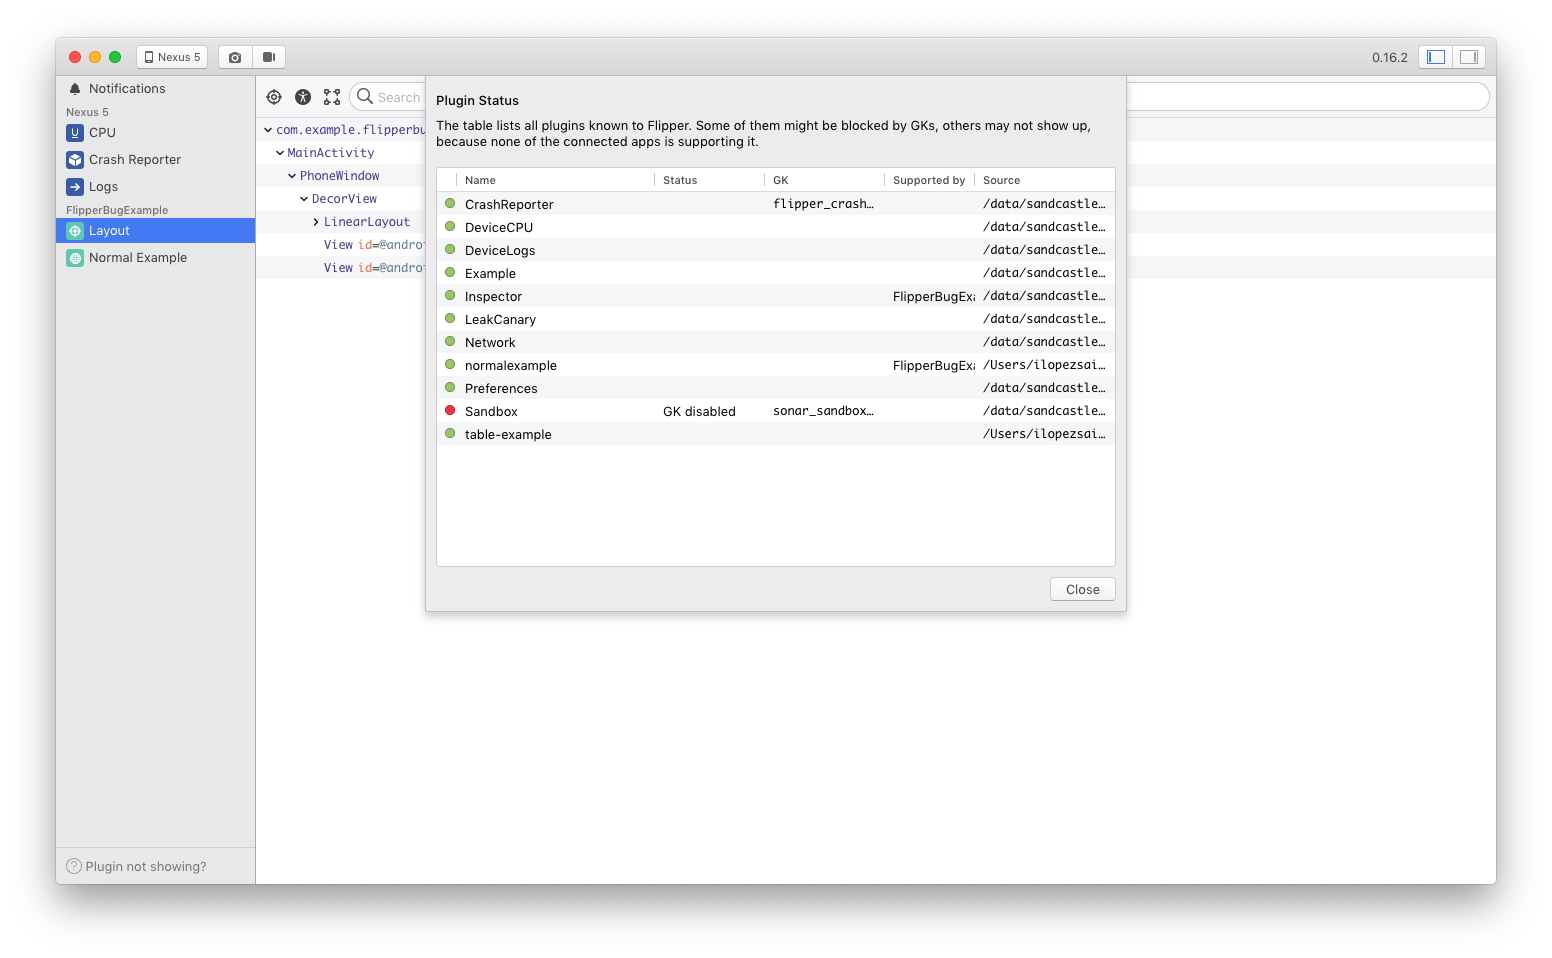 Nexus 5
0.16.2
Notifications
Nexus 5
CPU
Crash Reporter
Logs
FlipperBugExample
Layout
Normal Example
Plugin not showing?
Search
com.example.flipperbu
MainActivity
PhoneWindow
DecorView
LinearLayout
View id=@androi
View id=@androi
Plugin Status
The table lists all plugins known to Flipper. Some of them might be blocked by GKs, others may not show up,
because none of the connected apps is supporting it.
Name Status GK Supported by Source
CrashReporter flipper_crash… /data/sandcastle…
DeviceCPU /data/sandcastle…
DeviceLogs /data/sandcastle…
Example /data/sandcastle…
Inspector FlipperBugExa /data/sandcastle…
LeakCanary /data/sandcastle…
Network /data/sandcastle…
normalexample FlipperBugExa /Users/ilopezsai…
Preferences /data/sandcastle…
Sandbox GK disabled sonar_sandbox… /data/sandcastle…
table-example /Users/ilopezsai…
Close